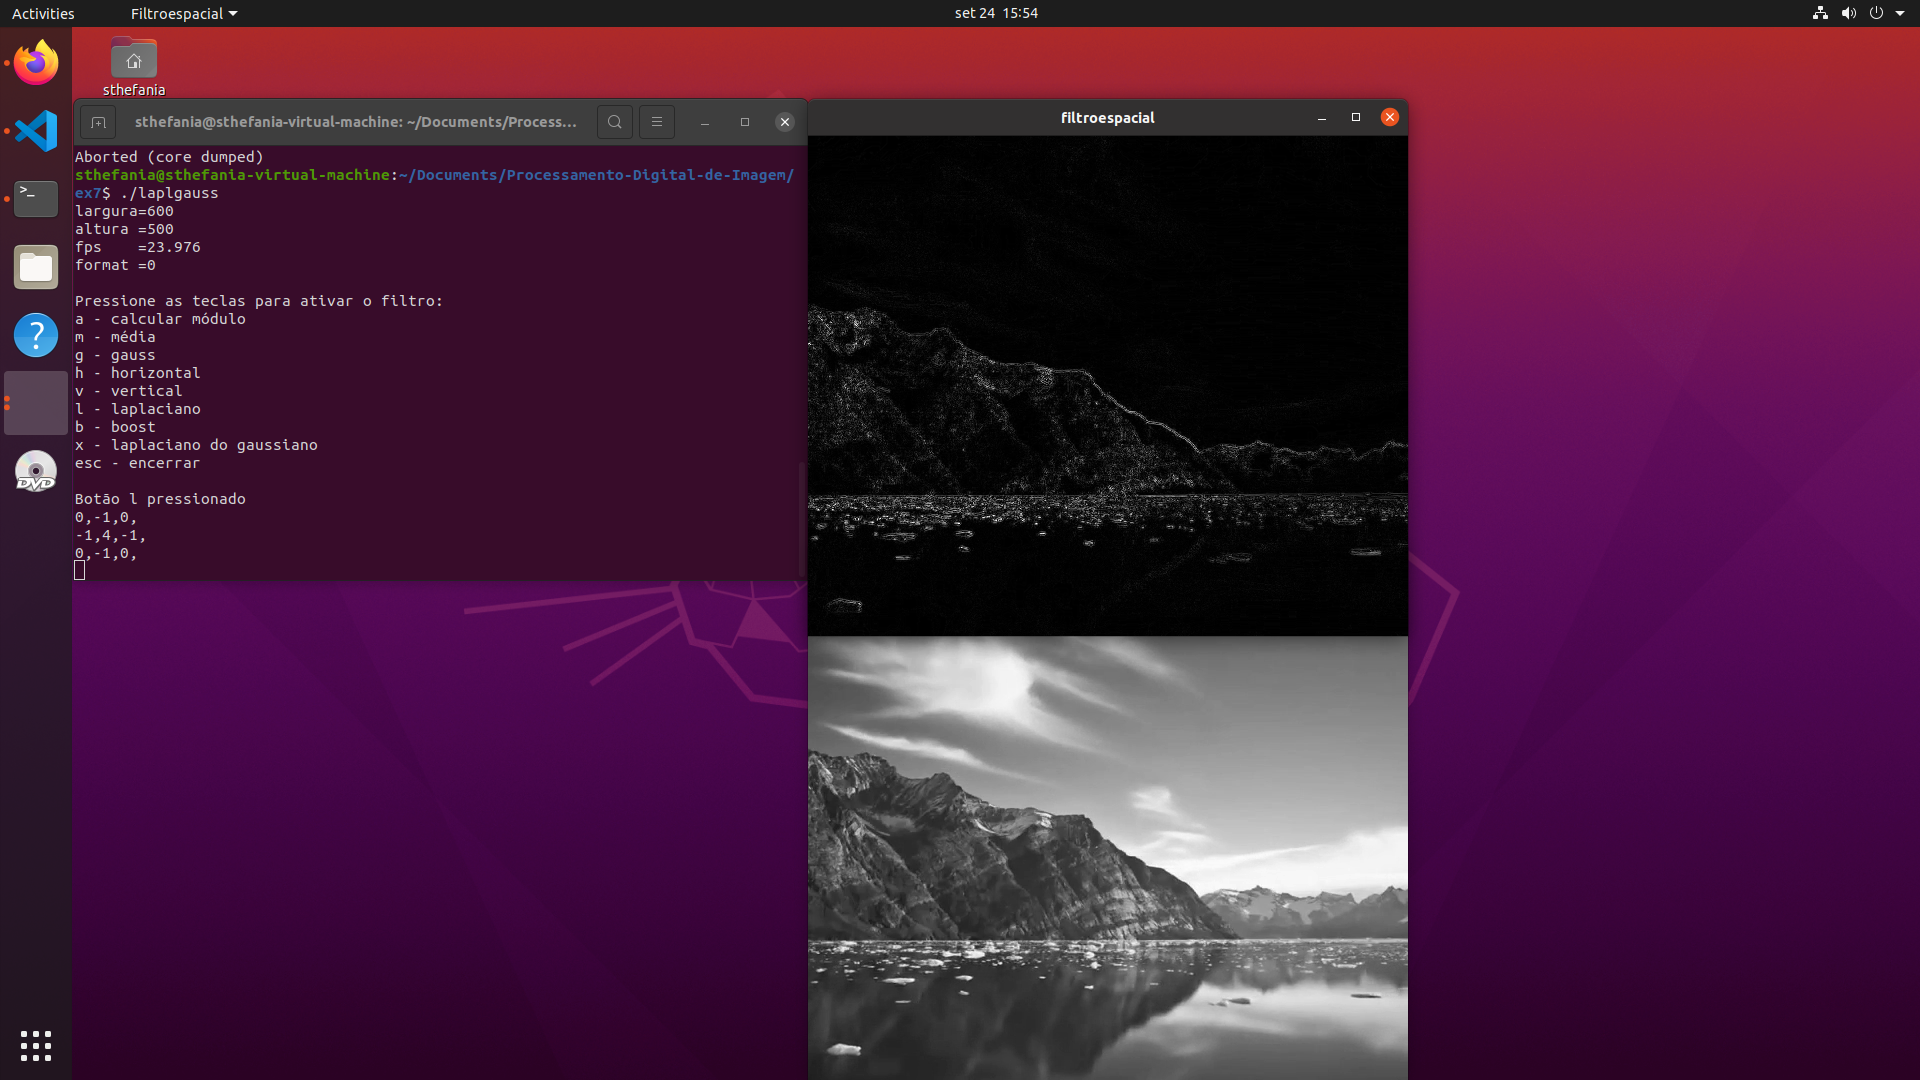 Activities
Filtroespacial
set 24 15:54
sthefania
sthefania@sthefania-virtual-machine: ~/Documents/Process...
Aborted (core dumped)
sthefania@sthefania-virtual-machine:~/Documents/Processamento-Digital-de-Imagem/
ex7$ ./laplgauss
largura=600
altura =500
fps    =23.976
format =0
Pressione as teclas para ativar o filtro:
a - calcular módulo
m - média
g - gauss
h - horizontal
v - vertical
l - laplaciano
b - boost
x - laplaciano do gaussiano
esc - encerrar
Botão l pressionado
0,-1,0,
-1,4,-1,
0,-1,0,
filtroespacial
>_
?
DVD